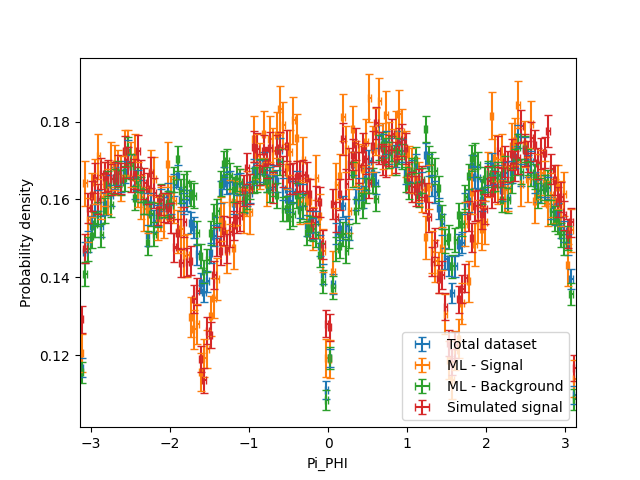 Probability density
0.18
0.16
0.14
0.12
Total dataset
ML - Signal
ML - Background
Simulated signal
−3
−2
−1
0
1
2
3
Pi_PHI